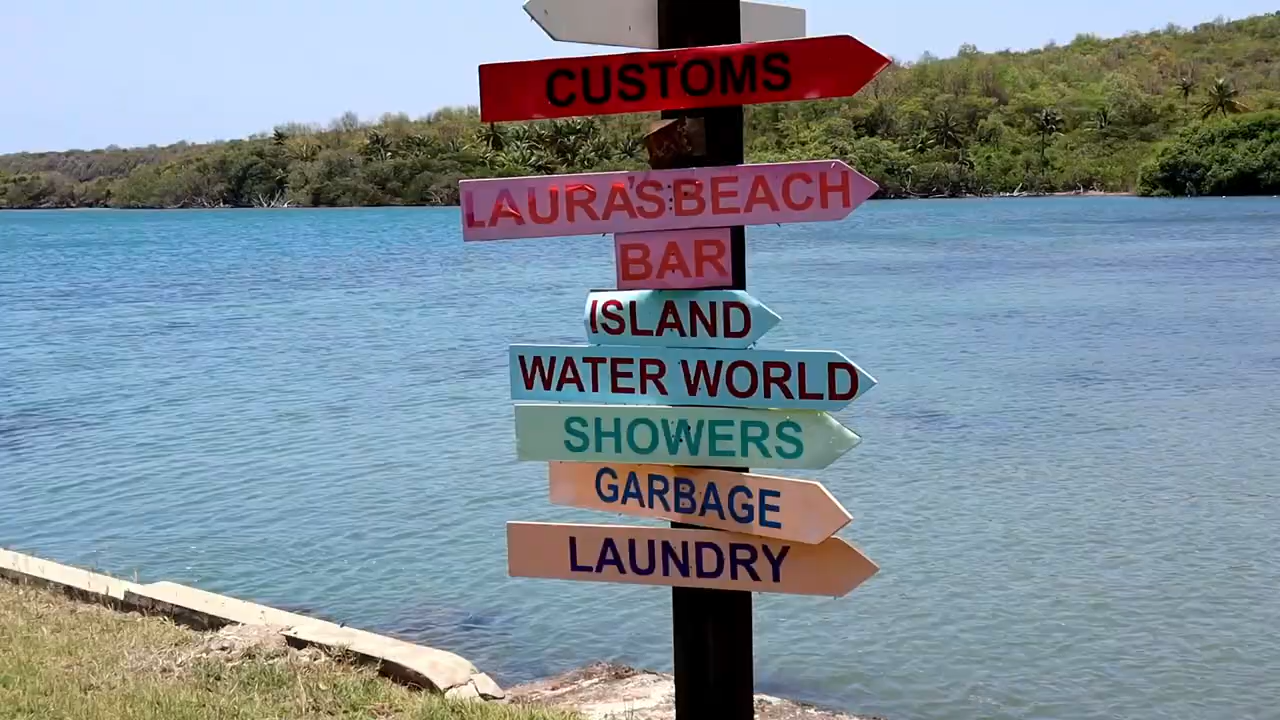 CUSTOMS
LAURA'S BEACH
BAR
ISLAND
WATER WORLD
SHOWERS
GARBAGE
LAUNDRY